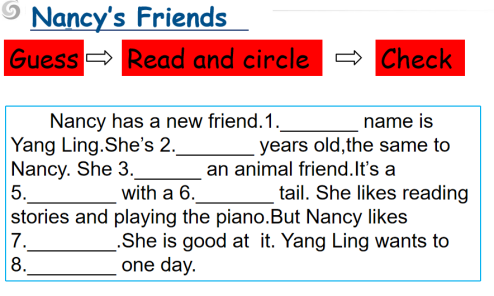 Nancy's Friends
Guess ⇨ Read and circle ⇨ Check
Nancy has a new friend.1.________ name is
Yang Ling.She's 2.________ years old,the same to
Nancy. She 3.________ an animal friend.It's a
5.________ with a 6.________ tail. She likes reading
stories and playing the piano.But Nancy likes
7.________.She is good at  it. Yang Ling wants to
8.________ one day.